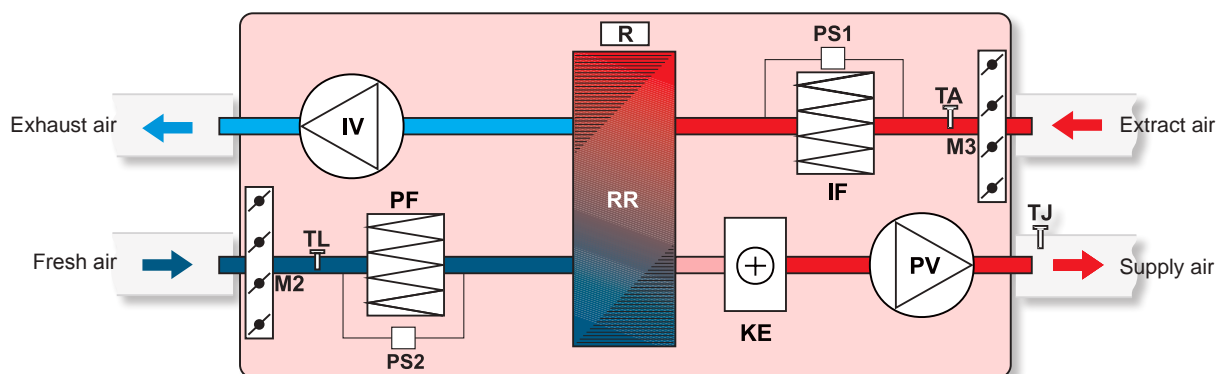 R
PS1
Exhaust air
IV
TA
Extract air
M3
IF
PF
RR
TJ
Fresh air
TL
M2
PV
Supply air
KE
PS2